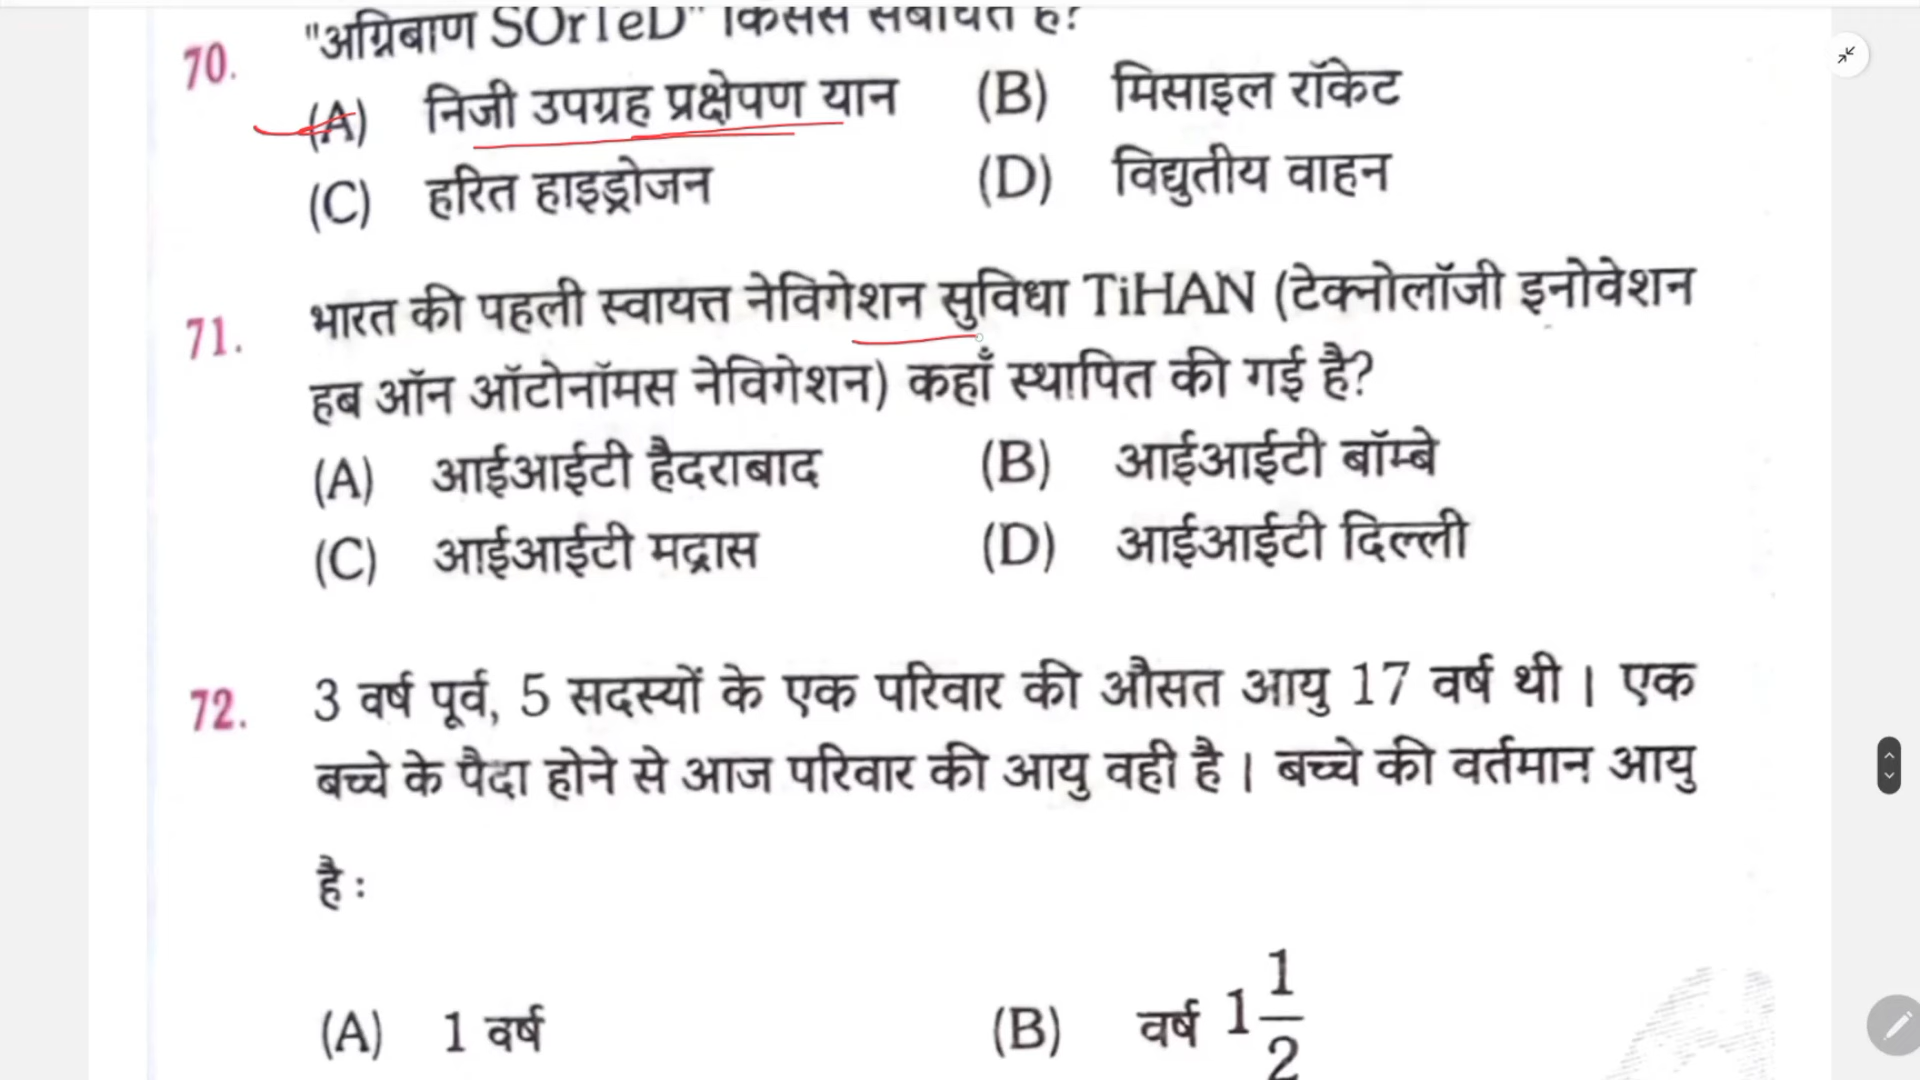 70. "अग्निबाण SOrTeD" किससे संबंधित है?
(A) निजी उपग्रह प्रक्षेपण यान (B) मिसाइल रॉकेट
(C) हरित हाइड्रोजन (D) विद्युतीय वाहन
71. भारत की पहली स्वायत्त नेविगेशन सुविधा TiHAN (टेक्नोलॉजी इनोवेशन
हब ऑन ऑटोनॉमस नेविगेशन) कहाँ स्थापित की गई है?
(A) आईआईटी हैदराबाद (B) आईआईटी बॉम्बे
(C) आईआईटी मद्रास (D) आईआईटी दिल्ली
72. 3 वर्ष पूर्व, 5 सदस्यों के एक परिवार की औसत आयु 17 वर्ष थी । एक
बच्चे के पैदा होने से आज परिवार की आयु वही है । बच्चे की वर्तमान आयु
है :
(A) 1 वर्ष (B) वर्ष 1 1/2